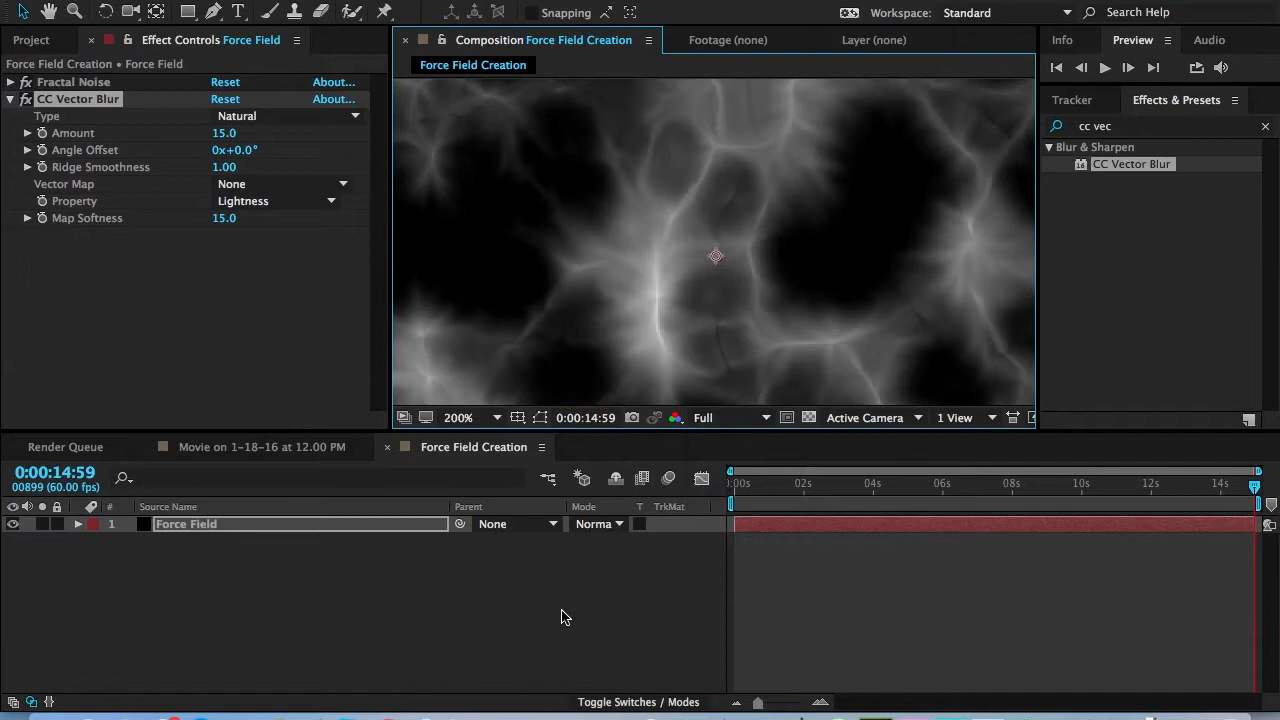 Snapping
Workspace: Standard
Search Help
Project
Effect Controls Force Field
Composition Force Field Creation
Footage (none)
Layer (none)
Info
Preview
Audio
Force Field Creation • Force Field
Force Field Creation
fx Fractal Noise Reset About...
fx CC Vector Blur Reset About...
Type Natural
Amount 15.0
Angle Offset 0x+0.0°
Ridge Smoothness 1.00
Vector Map None
Property Lightness
Map Softness 15.0
Tracker
Effects & Presets
cc vec
Blur & Sharpen
16 CC Vector Blur
200% 0:00:14:59 Full Active Camera 1 View
Render Queue
Movie on 1-18-16 at 12.00 PM
Force Field Creation
0:00:14:59
00899 (60.00 fps)
:00s 02s 04s 06s 08s 10s 12s 14s
# Source Name Parent Mode T TrkMat
1 Force Field None Norma
Toggle Switches / Modes